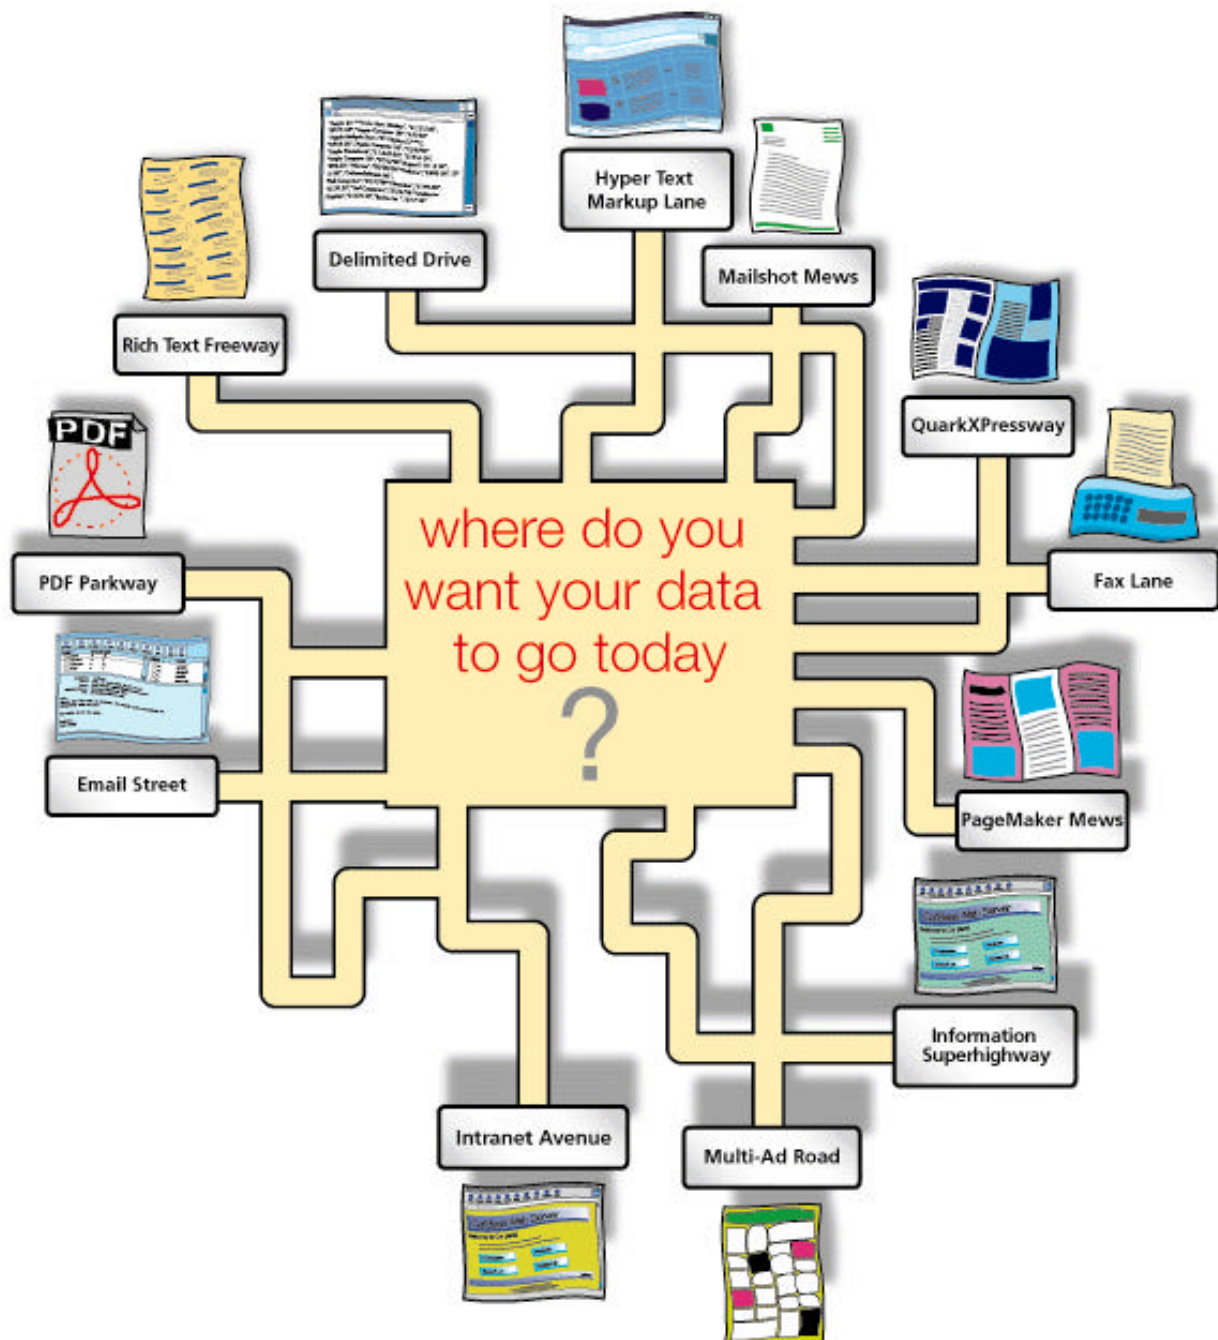 Hyper Text
Markup Lane
Delimited Drive
Mailshot Mews
Rich Text Freeway
QuarkXPressway
PDF
PDF Parkway
Fax Lane
where do you
want your data
to go today
?
Email Street
PageMaker Mews
Information
Superhighway
Intranet Avenue
Multi-Ad Road